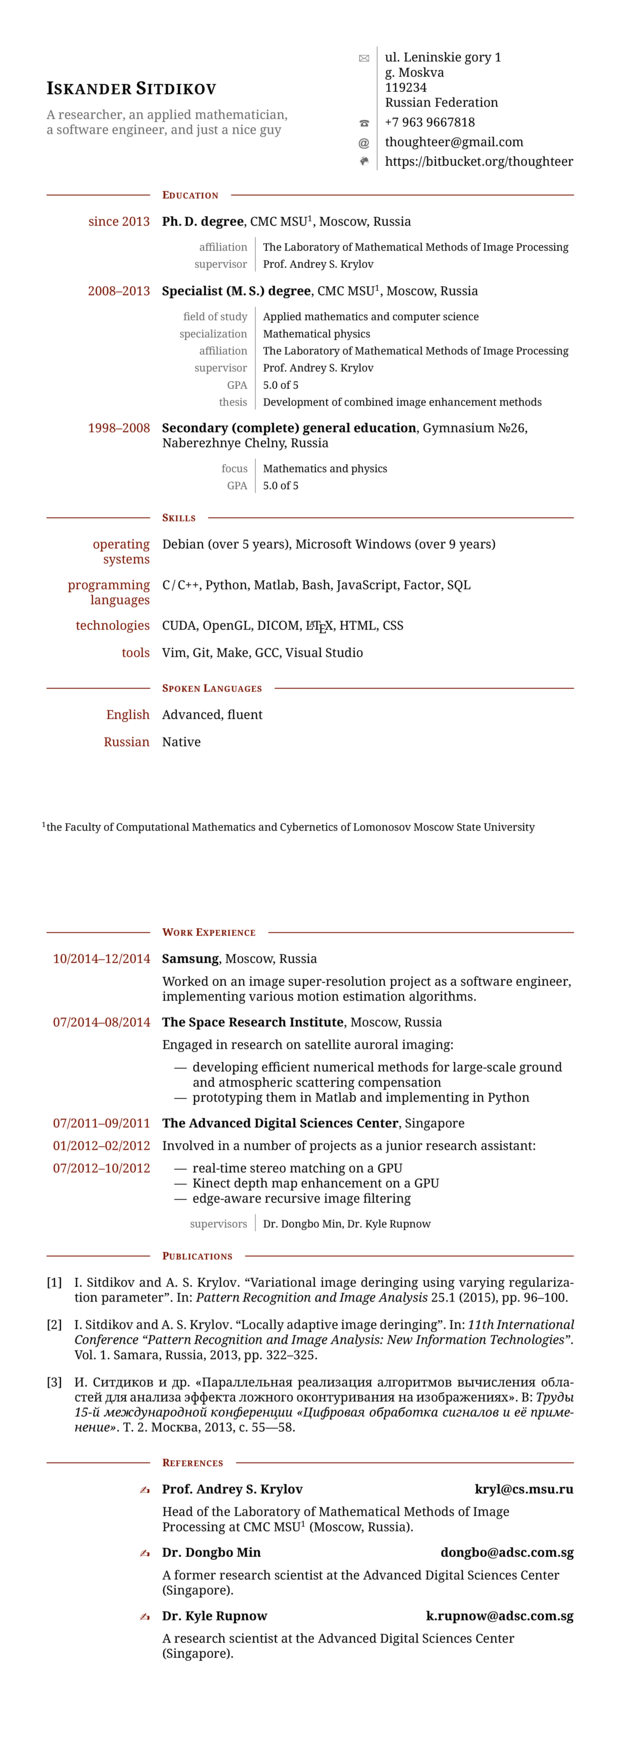 ISKANDER SITDIKOV
A researcher, an applied mathematician,
a software engineer, and just a nice guy
ul. Leninskie gory 1
g. Moskva
119234
Russian Federation
+7 963 9667818
thoughteer@gmail.com
https://bitbucket.org/thoughteer
EDUCATION
since 2013 Ph. D. degree, CMC MSU¹, Moscow, Russia
affiliation The Laboratory of Mathematical Methods of Image Processing
supervisor Prof. Andrey S. Krylov
2008–2013 Specialist (M. S.) degree, CMC MSU¹, Moscow, Russia
field of study Applied mathematics and computer science
specialization Mathematical physics
affiliation The Laboratory of Mathematical Methods of Image Processing
supervisor Prof. Andrey S. Krylov
GPA 5.0 of 5
thesis Development of combined image enhancement methods
1998–2008 Secondary (complete) general education, Gymnasium №26,
Naberezhnye Chelny, Russia
focus Mathematics and physics
GPA 5.0 of 5
SKILLS
operating Debian (over 5 years), Microsoft Windows (over 9 years)
systems
programming C/C++, Python, Matlab, Bash, JavaScript, Factor, SQL
languages
technologies CUDA, OpenGL, DICOM, LATEX, HTML, CSS
tools Vim, Git, Make, GCC, Visual Studio
SPOKEN LANGUAGES
English Advanced, fluent
Russian Native
¹the Faculty of Computational Mathematics and Cybernetics of Lomonosov Moscow State University
WORK EXPERIENCE
10/2014–12/2014 Samsung, Moscow, Russia
Worked on an image super-resolution project as a software engineer,
implementing various motion estimation algorithms.
07/2014–08/2014 The Space Research Institute, Moscow, Russia
Engaged in research on satellite auroral imaging:
— developing efficient numerical methods for large-scale ground
and atmospheric scattering compensation
— prototyping them in Matlab and implementing in Python
07/2011–09/2011 The Advanced Digital Sciences Center, Singapore
01/2012–02/2012 Involved in a number of projects as a junior research assistant:
07/2012–10/2012 — real-time stereo matching on a GPU
— Kinect depth map enhancement on a GPU
— edge-aware recursive image filtering
supervisors Dr. Dongbo Min, Dr. Kyle Rupnow
PUBLICATIONS
[1] I. Sitdikov and A. S. Krylov. “Variational image deringing using varying regulariza-
tion parameter”. In: Pattern Recognition and Image Analysis 25.1 (2015), pp. 96–100.
[2] I. Sitdikov and A. S. Krylov. “Locally adaptive image deringing”. In: 11th International
Conference “Pattern Recognition and Image Analysis: New Information Technologies”.
Vol. 1. Samara, Russia, 2013, pp. 322–325.
[3] И. Ситдиков и др. «Параллельная реализация алгоритмов вычисления обла-
стей для анализа эффекта ложного оконтуривания на изображениях». В: Труды
15-й международной конференции «Цифровая обработка сигналов и её приме-
нение». Т. 2. Москва, 2013, с. 55—58.
REFERENCES
Prof. Andrey S. Krylov kryl@cs.msu.ru
Head of the Laboratory of Mathematical Methods of Image
Processing at CMC MSU¹ (Moscow, Russia).
Dr. Dongbo Min dongbo@adsc.com.sg
A former research scientist at the Advanced Digital Sciences Center
(Singapore).
Dr. Kyle Rupnow k.rupnow@adsc.com.sg
A research scientist at the Advanced Digital Sciences Center
(Singapore).